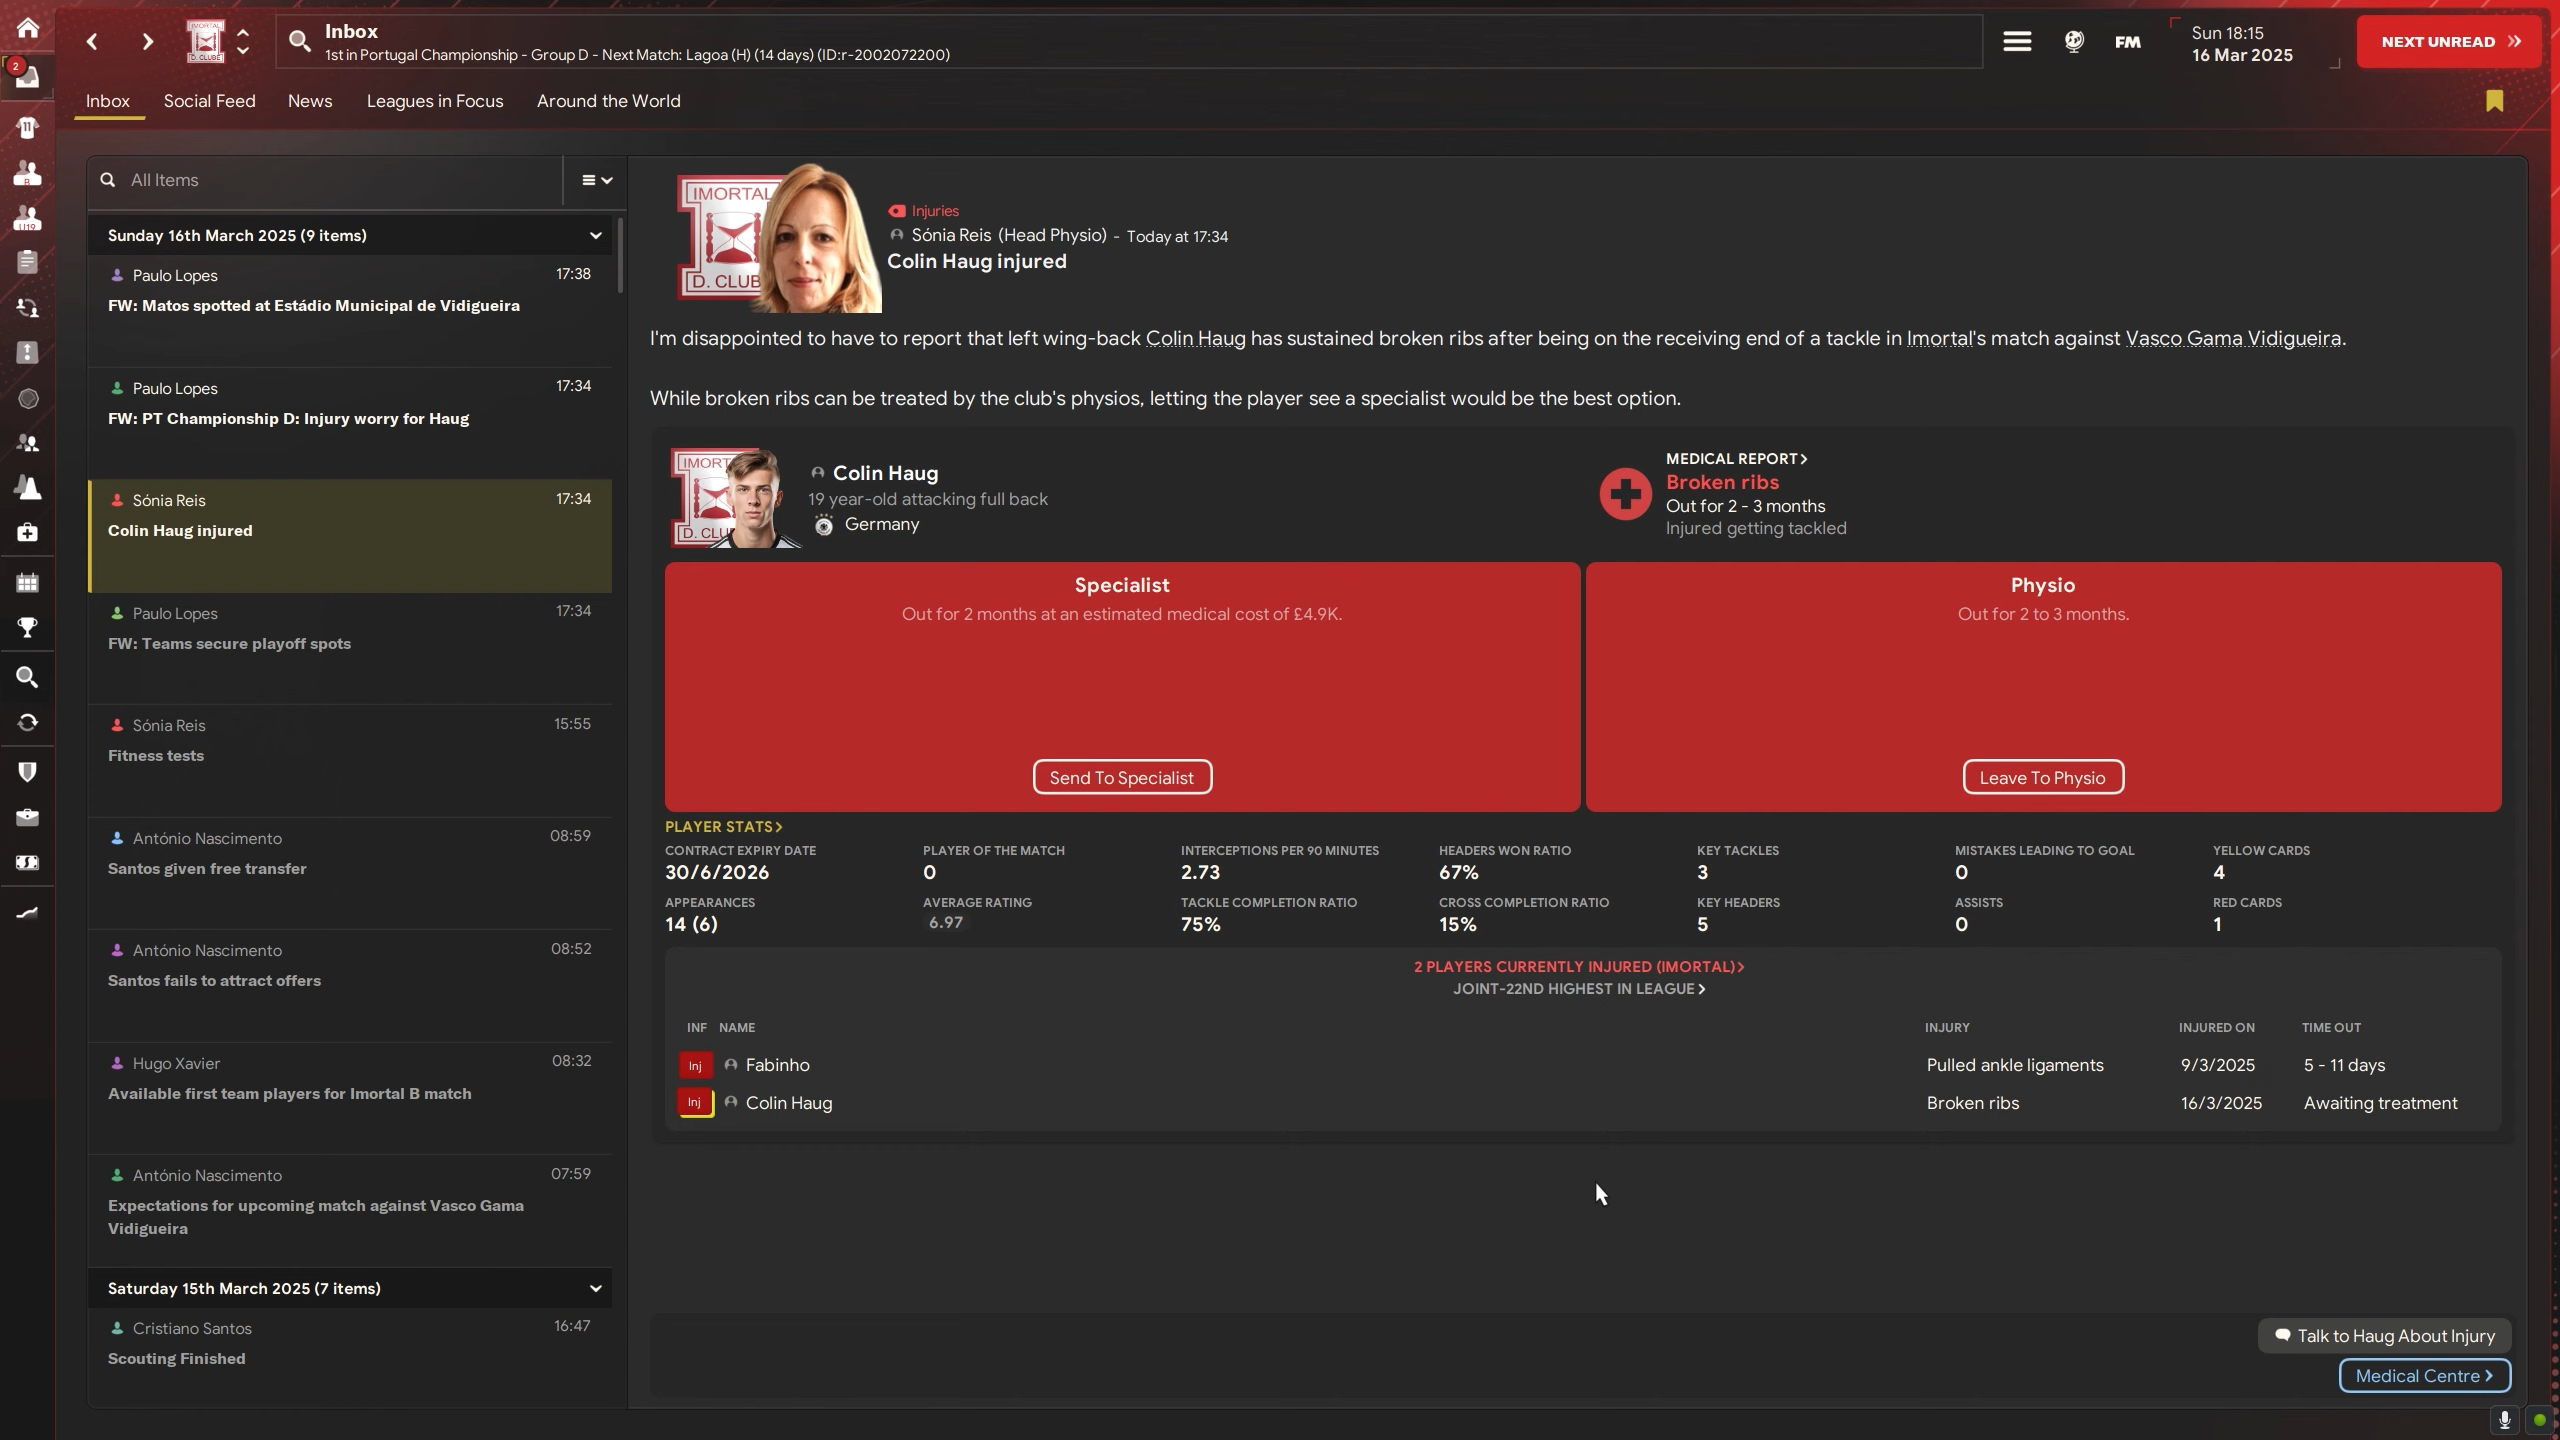 Inbox
1st in Portugal Championship - Group D - Next Match: Lagoa (H) (14 days) (ID:r-2002072200)
FM
Sun 18:15
16 Mar 2025
NEXT UNREAD
2
Inbox
Social Feed
News
Leagues in Focus
Around the World
11
B
U19
All Items
Sunday 16th March 2025 (9 items)
Paulo Lopes
17:38
FW: Matos spotted at Estádio Municipal de Vidigueira
Paulo Lopes
17:34
FW: PT Championship D: Injury worry for Haug
Sónia Reis
17:34
Colin Haug injured
Paulo Lopes
17:34
FW: Teams secure playoff spots
Sónia Reis
15:55
Fitness tests
António Nascimento
08:59
Santos given free transfer
António Nascimento
08:52
Santos fails to attract offers
Hugo Xavier
08:32
Available first team players for Imortal B match
António Nascimento
07:59
Expectations for upcoming match against Vasco Gama
Vidigueira
Saturday 15th March 2025 (7 items)
Cristiano Santos
16:47
Scouting Finished
IMORTAL
D. CLUB
Injuries
Sónia Reis (Head Physio) - Today at 17:34
Colin Haug injured
I'm disappointed to have to report that left wing-back Colin Haug has sustained broken ribs after being on the receiving end of a tackle in Imortal's match against Vasco Gama Vidigueira.
While broken ribs can be treated by the club's physios, letting the player see a specialist would be the best option.
IMORT
D. CLU
Colin Haug
19 year-old attacking full back
Germany
MEDICAL REPORT
Broken ribs
Out for 2 - 3 months
Injured getting tackled
Specialist
Out for 2 months at an estimated medical cost of £4.9K.
Send To Specialist
Physio
Out for 2 to 3 months.
Leave To Physio
PLAYER STATS
CONTRACT EXPIRY DATE
30/6/2026
PLAYER OF THE MATCH
0
INTERCEPTIONS PER 90 MINUTES
2.73
HEADERS WON RATIO
67%
KEY TACKLES
3
MISTAKES LEADING TO GOAL
0
YELLOW CARDS
4
APPEARANCES
14 (6)
AVERAGE RATING
6.97
TACKLE COMPLETION RATIO
75%
CROSS COMPLETION RATIO
15%
KEY HEADERS
5
ASSISTS
0
RED CARDS
1
2 PLAYERS CURRENTLY INJURED (IMORTAL)
JOINT-22ND HIGHEST IN LEAGUE
INF NAME INJURY INJURED ON TIME OUT
Inj Fabinho Pulled ankle ligaments 9/3/2025 5 - 11 days
Inj Colin Haug Broken ribs 16/3/2025 Awaiting treatment
Talk to Haug About Injury
Medical Centre